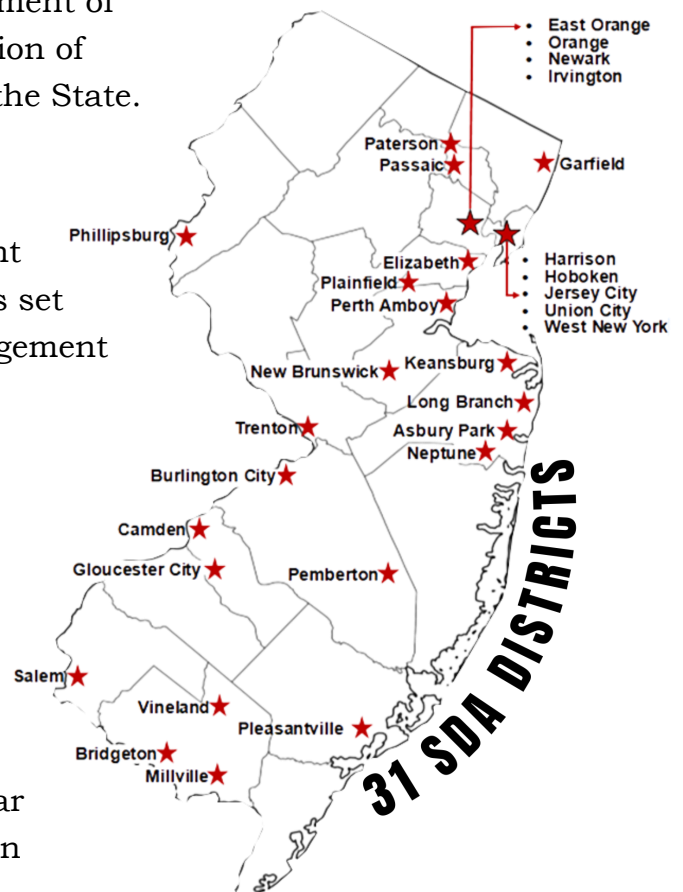 ment of
ion of
the State.
nt
s set
gement
ar
n
• East Orange
• Orange
• Newark
• Irvington
Paterson
Passaic
Garfield
Phillipsburg
Elizabeth
Plainfield
Perth Amboy
• Harrison
• Hoboken
• Jersey City
• Union City
• West New York
New Brunswick
Keansburg
Long Branch
Trenton
Asbury Park
Neptune
Burlington City
Camden
Gloucester City
Pemberton
Salem
Vineland
Pleasantville
Bridgeton
Millville
31 SDA DISTRICTS